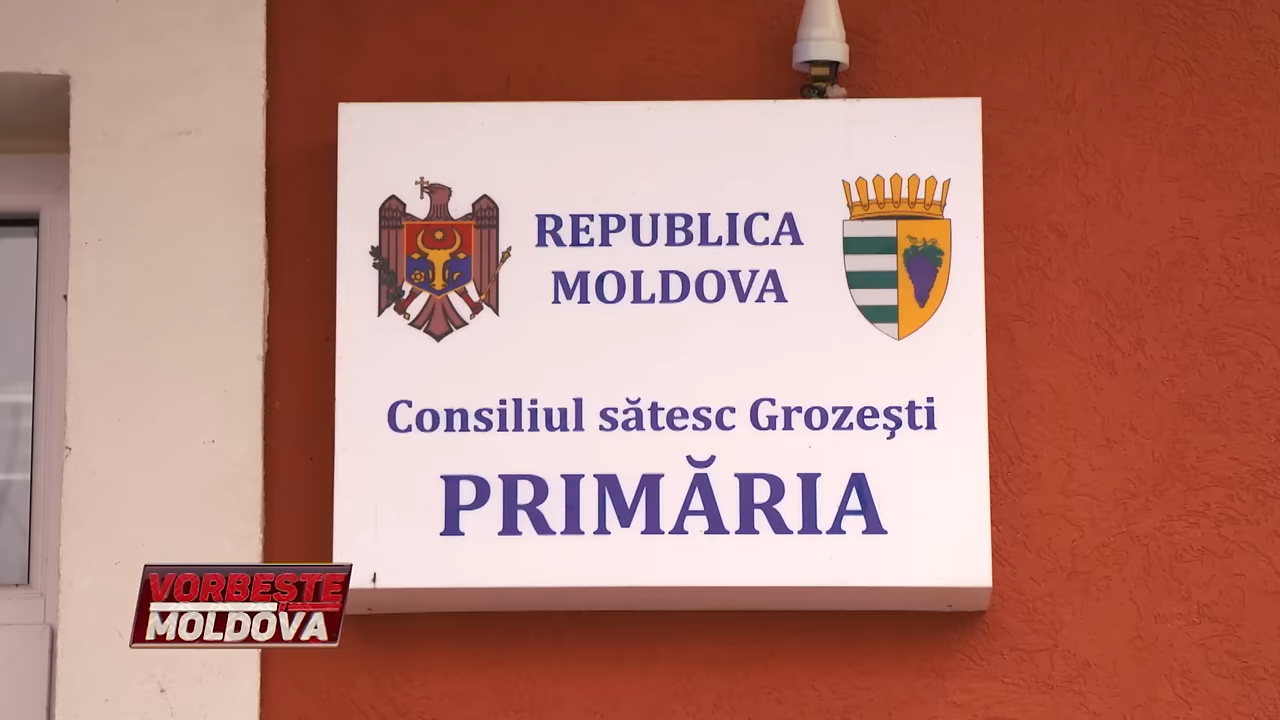 REPUBLICA
MOLDOVA
Consiliul sătesc Grozeşti
PRIMĂRIA
VORBEȘTE
MOLDOVA